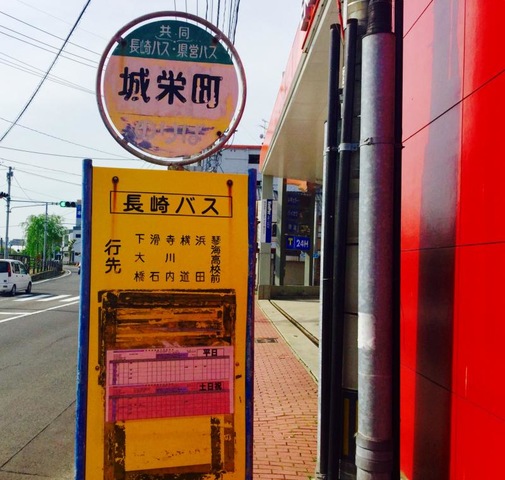 共同
長崎バス・県営バス
城栄町
長崎バス
行先
琴海高校前
浜田
横道
寺川内
滑石
下大橋
平日
土日祝
24H